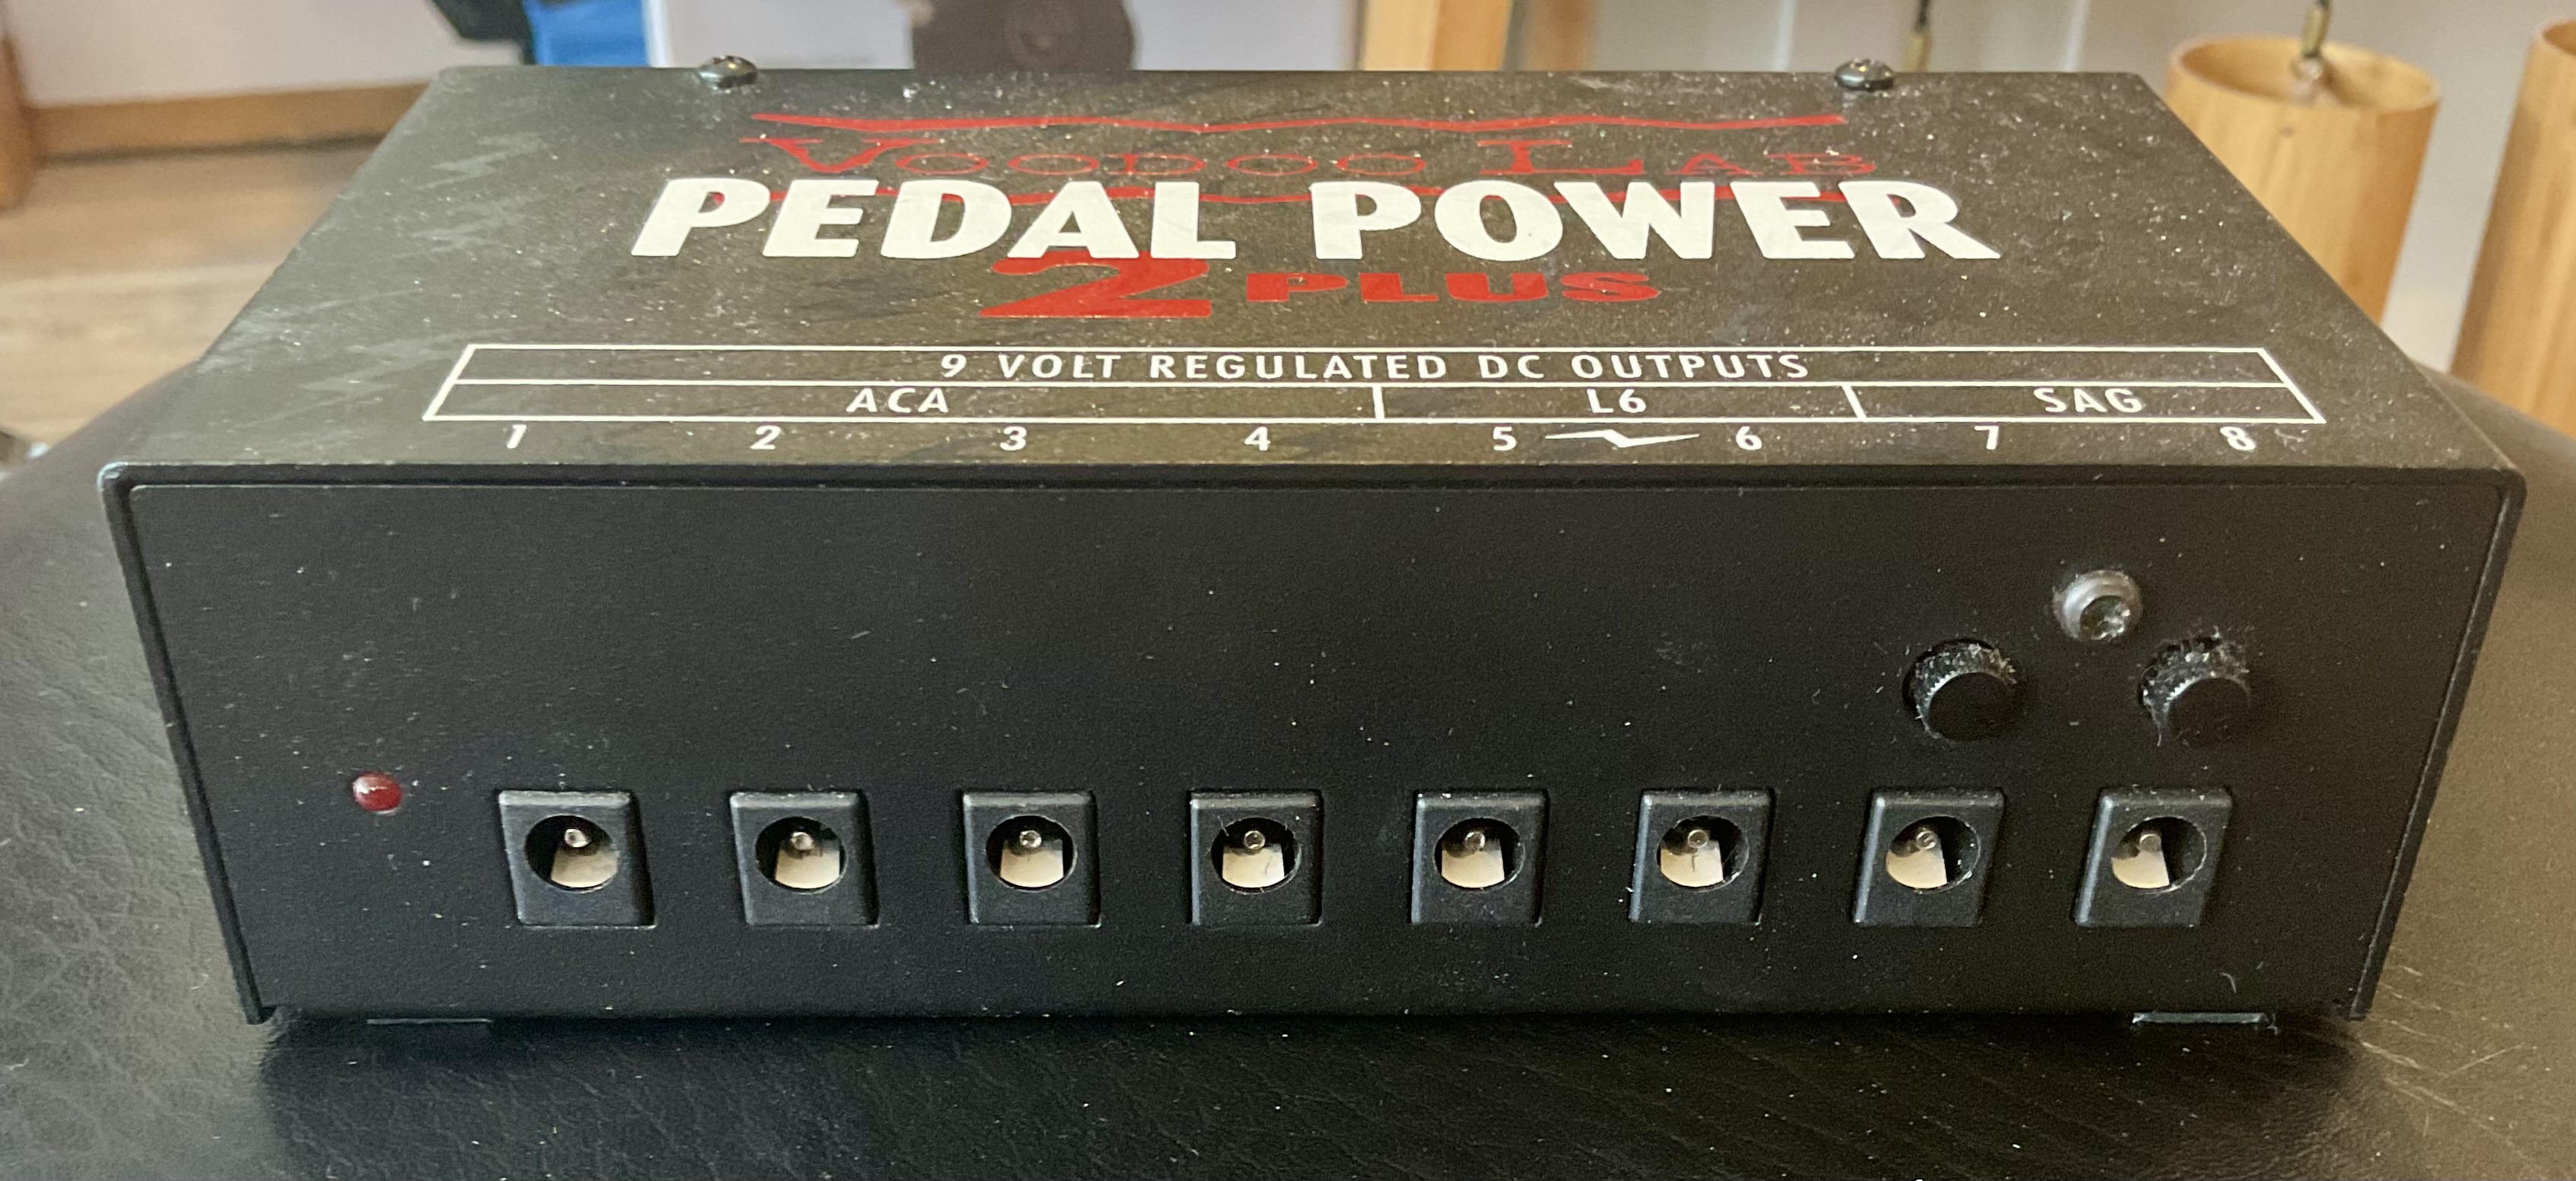 VOODOO LAB
PEDAL POWER
2 PLUS
9 VOLT REGULATED DC OUTPUTS
ACA L6 SAG
1 2 3 4 5 6 7 8